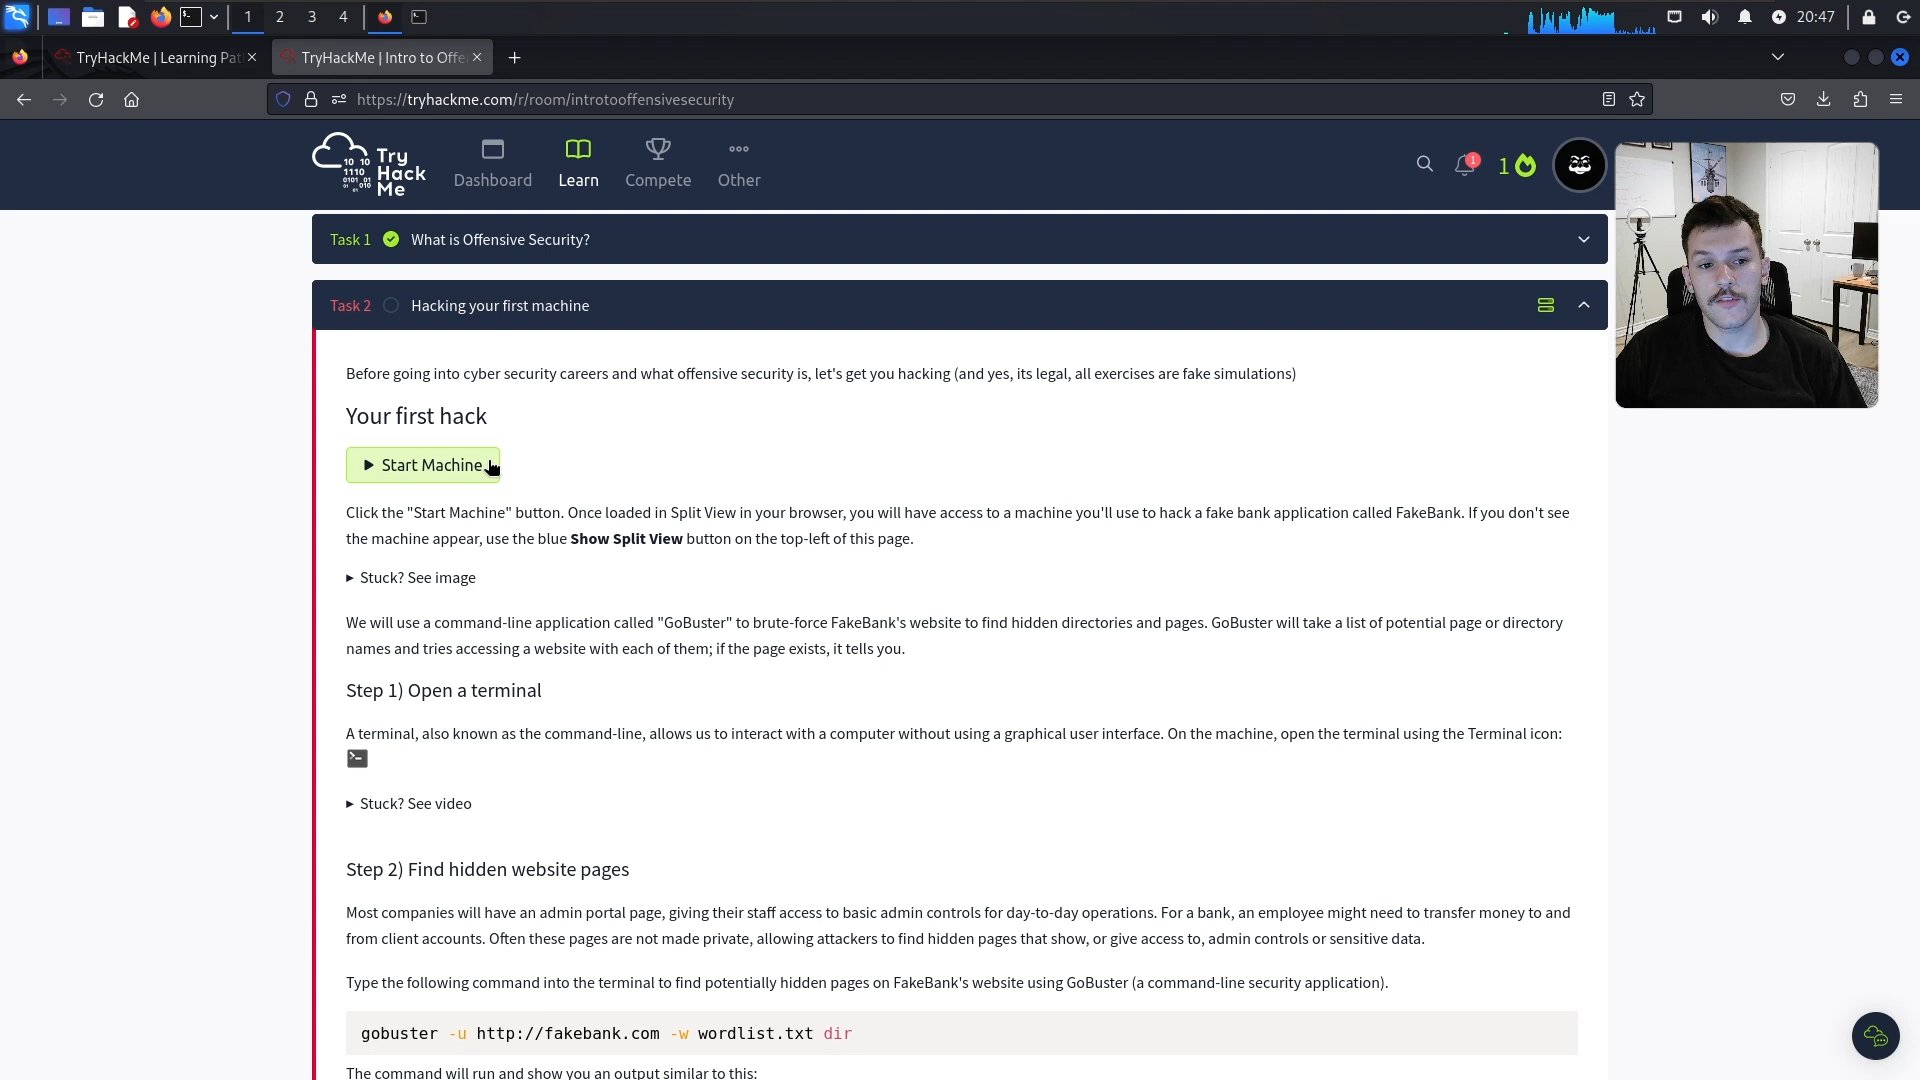 1 2 3 4 20:47
TryHackMe | Learning Pat
TryHackMe | Intro to Offe
https://tryhackme.com/r/room/introtooffensivesecurity
Try
Hack
Me
10 10
1110
0101
01
010
01
Dashboard
Learn
Compete
Other
1
1
Task 1 What is Offensive Security?
Task 2 Hacking your first machine
Before going into cyber security careers and what offensive security is, let's get you hacking (and yes, its legal, all exercises are fake simulations)
Your first hack
Start Machine
Click the "Start Machine" button. Once loaded in Split View in your browser, you will have access to a machine you'll use to hack a fake bank application called FakeBank. If you don't see
the machine appear, use the blue Show Split View button on the top-left of this page.
Stuck? See image
We will use a command-line application called "GoBuster" to brute-force FakeBank's website to find hidden directories and pages. GoBuster will take a list of potential page or directory
names and tries accessing a website with each of them; if the page exists, it tells you.
Step 1) Open a terminal
A terminal, also known as the command-line, allows us to interact with a computer without using a graphical user interface. On the machine, open the terminal using the Terminal icon:
Stuck? See video
Step 2) Find hidden website pages
Most companies will have an admin portal page, giving their staff access to basic admin controls for day-to-day operations. For a bank, an employee might need to transfer money to and
from client accounts. Often these pages are not made private, allowing attackers to find hidden pages that show, or give access to, admin controls or sensitive data.
Type the following command into the terminal to find potentially hidden pages on FakeBank's website using GoBuster (a command-line security application).
gobuster -u http://fakebank.com -w wordlist.txt dir
The command will run and show you an output similar to this: